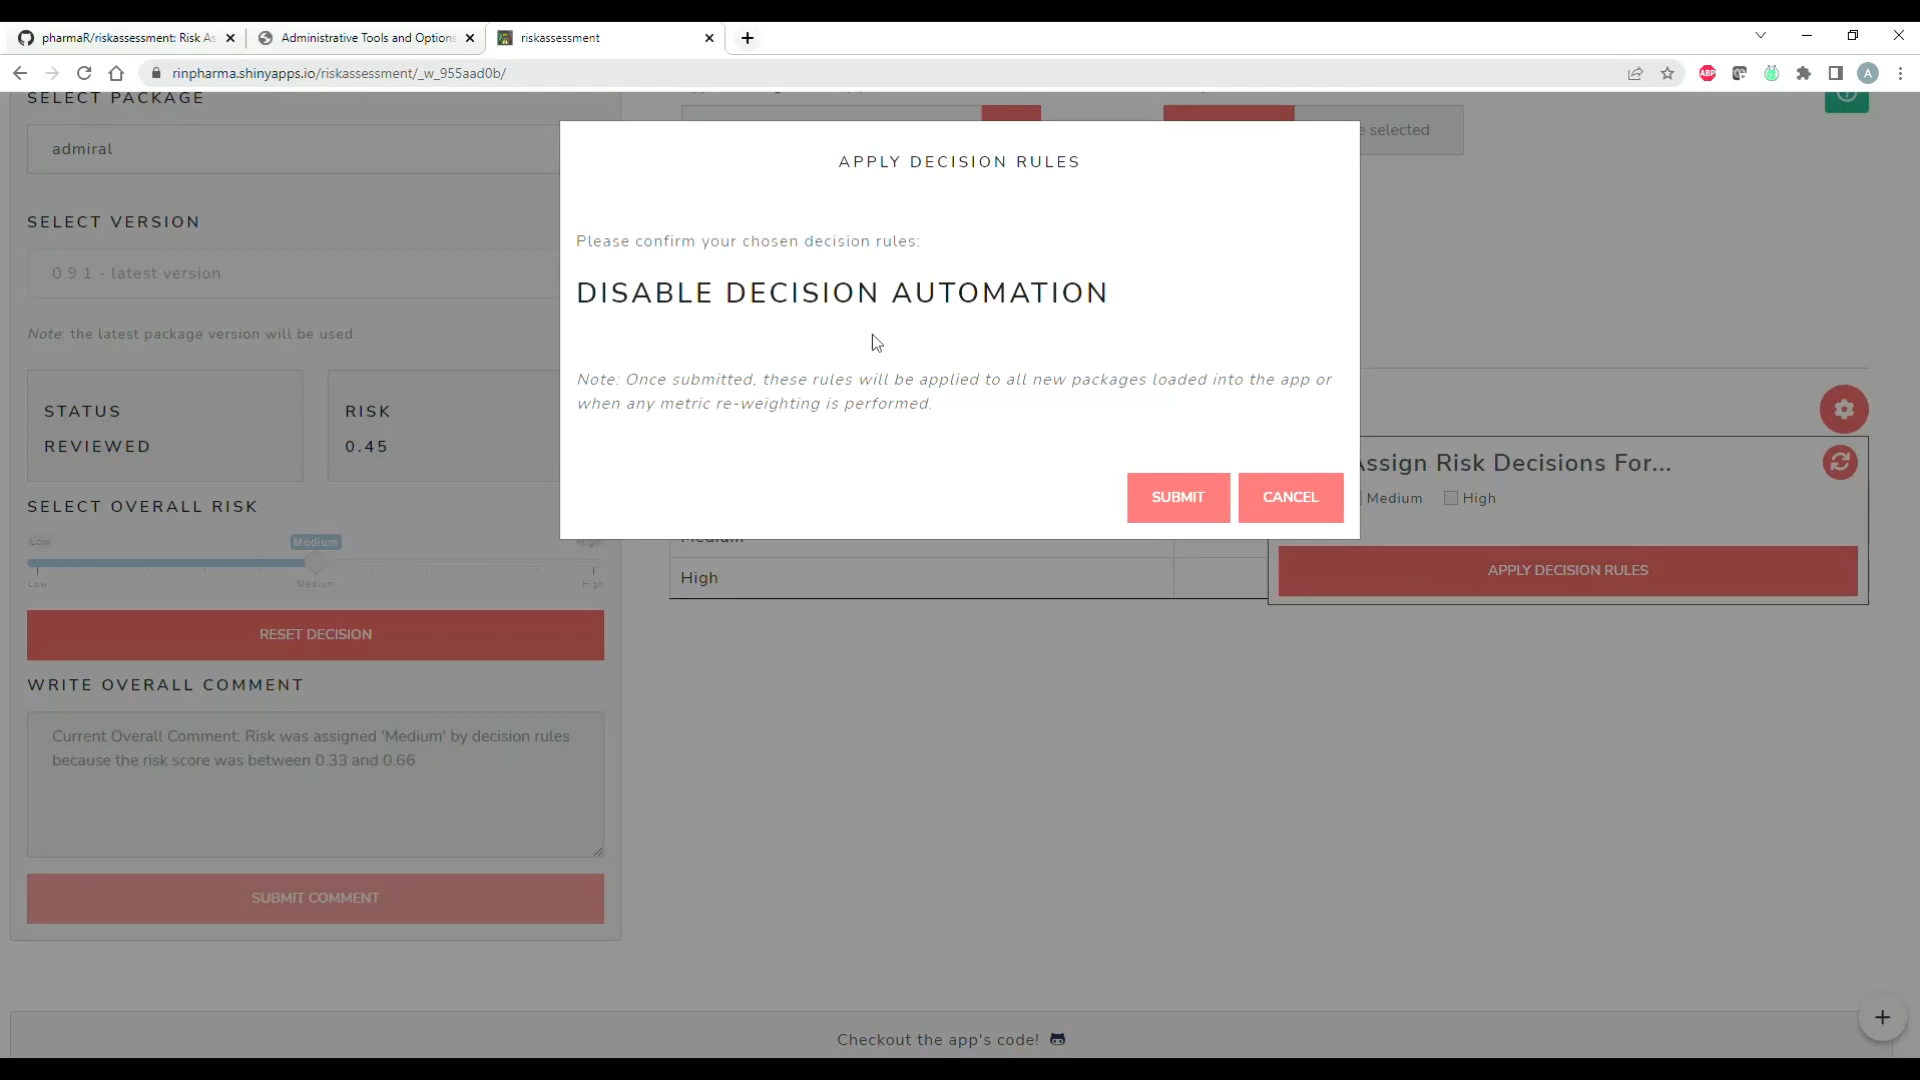 pharmaR/riskassessment: Risk As
Administrative Tools and Options
riskassessment
rinpharma.shinyapps.io/riskassessment/_w_955aad0b/
ABP
A
SELECT PACKAGE
admiral
SELECT VERSION
0.9.1 - latest version
Note: the latest package version will be used.
STATUS
REVIEWED
RISK
0.45
SELECT OVERALL RISK
Low
Medium
High
Low
Medium
High
RESET DECISION
WRITE OVERALL COMMENT
Current Overall Comment: Risk was assigned 'Medium' by decision rules
because the risk score was between 0.33 and 0.66
SUBMIT COMMENT
selected
APPLY DECISION RULES
Please confirm your chosen decision rules:
DISABLE DECISION AUTOMATION
Note: Once submitted, these rules will be applied to all new packages loaded into the app or
when any metric re-weighting is performed.
SUBMIT
CANCEL
Assign Risk Decisions For...
Medium
High
APPLY DECISION RULES
Medium
High
Checkout the app's code!